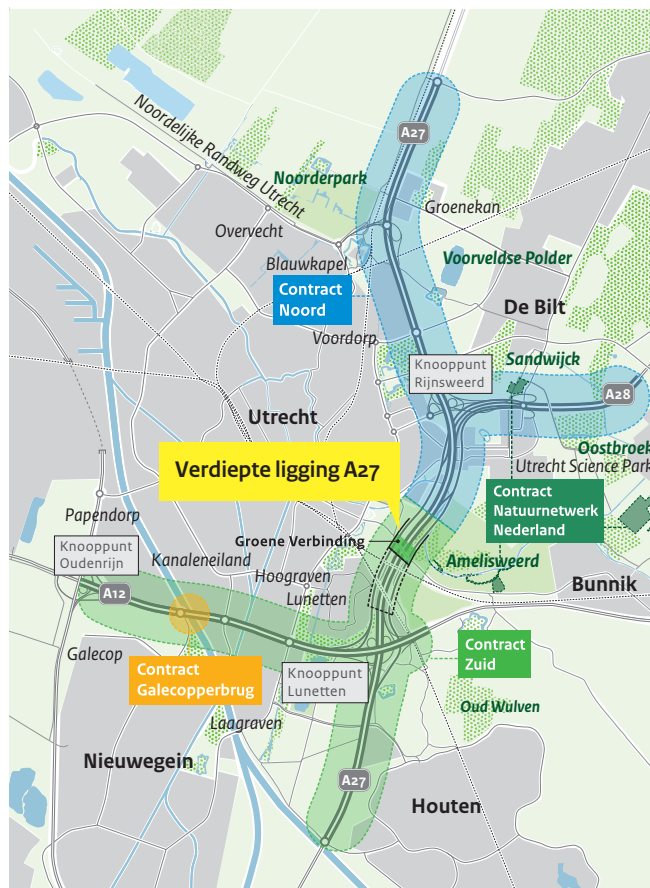 A27
Noordelijke Randweg Utrecht
Noorderpark
Groenekan
Overvecht
Blauwkapel
Voorveldse Polder
Contract
Noord
De Bilt
Voordorp
Sandwijck
Knooppunt
Rijnsweerd
A28
Utrecht
Oostbroek
Utrecht Science Park
Verdiepte ligging A27
Contract
Natuurnetwerk
Nederland
Papendorp
Groene Verbinding
Knooppunt
Oudenrijn
Kanaleneiland
Amelisweerd
Hoograven
Bunnik
Lunetten
A12
Galecop
Contract
Galecopperbrug
Knooppunt
Lunetten
Contract
Zuid
Oud Wulven
Laagraven
Nieuwegein
A27
Houten